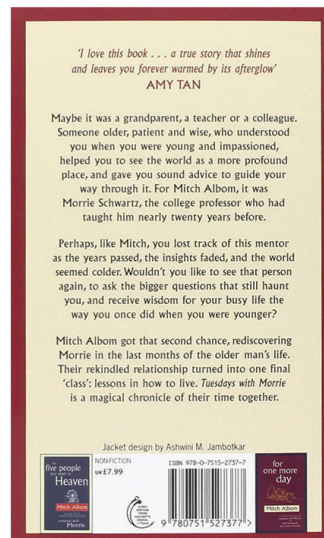 'I love this book . . . a true story that shines
and leaves you forever warmed by its afterglow'
AMY TAN
Maybe it was a grandparent, a teacher or a colleague.
Someone older, patient and wise, who understood
you when you were young and impassioned,
helped you to see the world as a more profound
place, and gave you sound advice to guide your
way through it. For Mitch Albom, it was
Morrie Schwartz, the college professor who had
taught him nearly twenty years before.
Perhaps, like Mitch, you lost track of this mentor
as the years passed, the insights faded, and the world
seemed colder. Wouldn't you like to see that person
again, to ask the bigger questions that still haunt
you, and receive wisdom for your busy life the
way you once did when you were younger?
Mitch Albom got that second chance, rediscovering
Morrie in the last months of the older man's life.
Their rekindled relationship turned into one final
'class': lessons in how to live. Tuesdays with Morrie
is a magical chronicle of their time together.
Jacket design by Ashwini M. Jambotkar
five people
Heaven
Mitch Albom
Morrie
NON-FICTION
UK £7.99
ISBN 978-0-7515-2737-7
9 780751 527377 >
for
one more
day
Mitch Albom